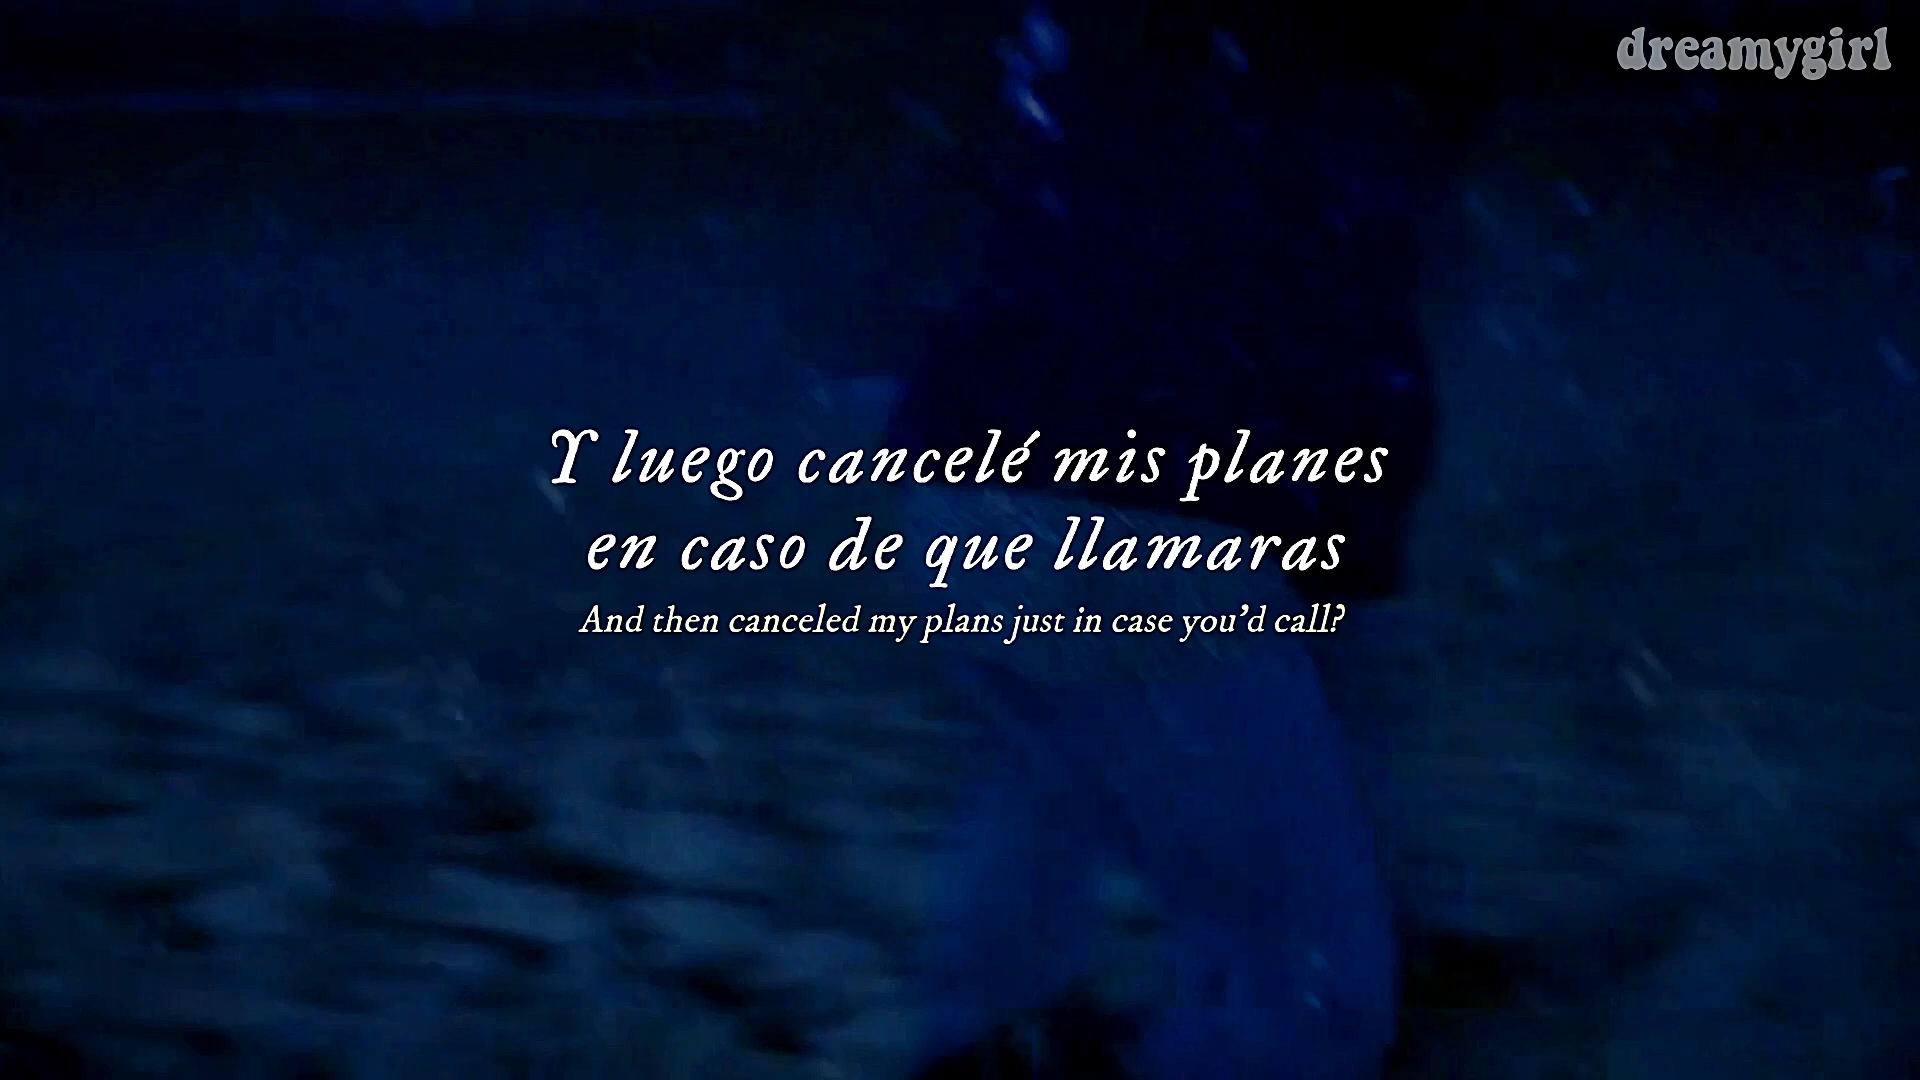 dreamygirl
Y luego cancelé mis planes
en caso de que llamaras
And then canceled my plans just in case you'd call?